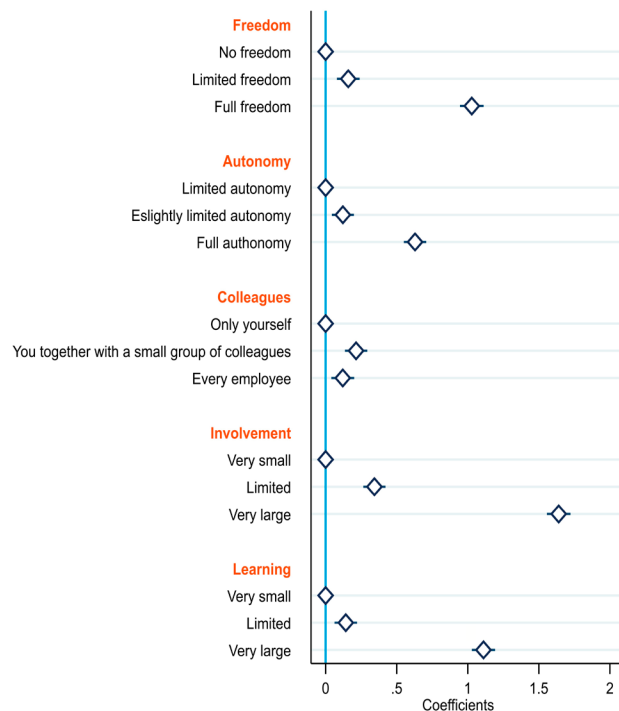 Freedom
No freedom
Limited freedom
Full freedom
Autonomy
Limited autonomy
Eslightly limited autonomy
Full authonomy
Colleagues
Only yourself
You together with a small group of colleagues
Every employee
Involvement
Very small
Limited
Very large
Learning
Very small
Limited
Very large
0 .5 1 1.5 2
Coefficients